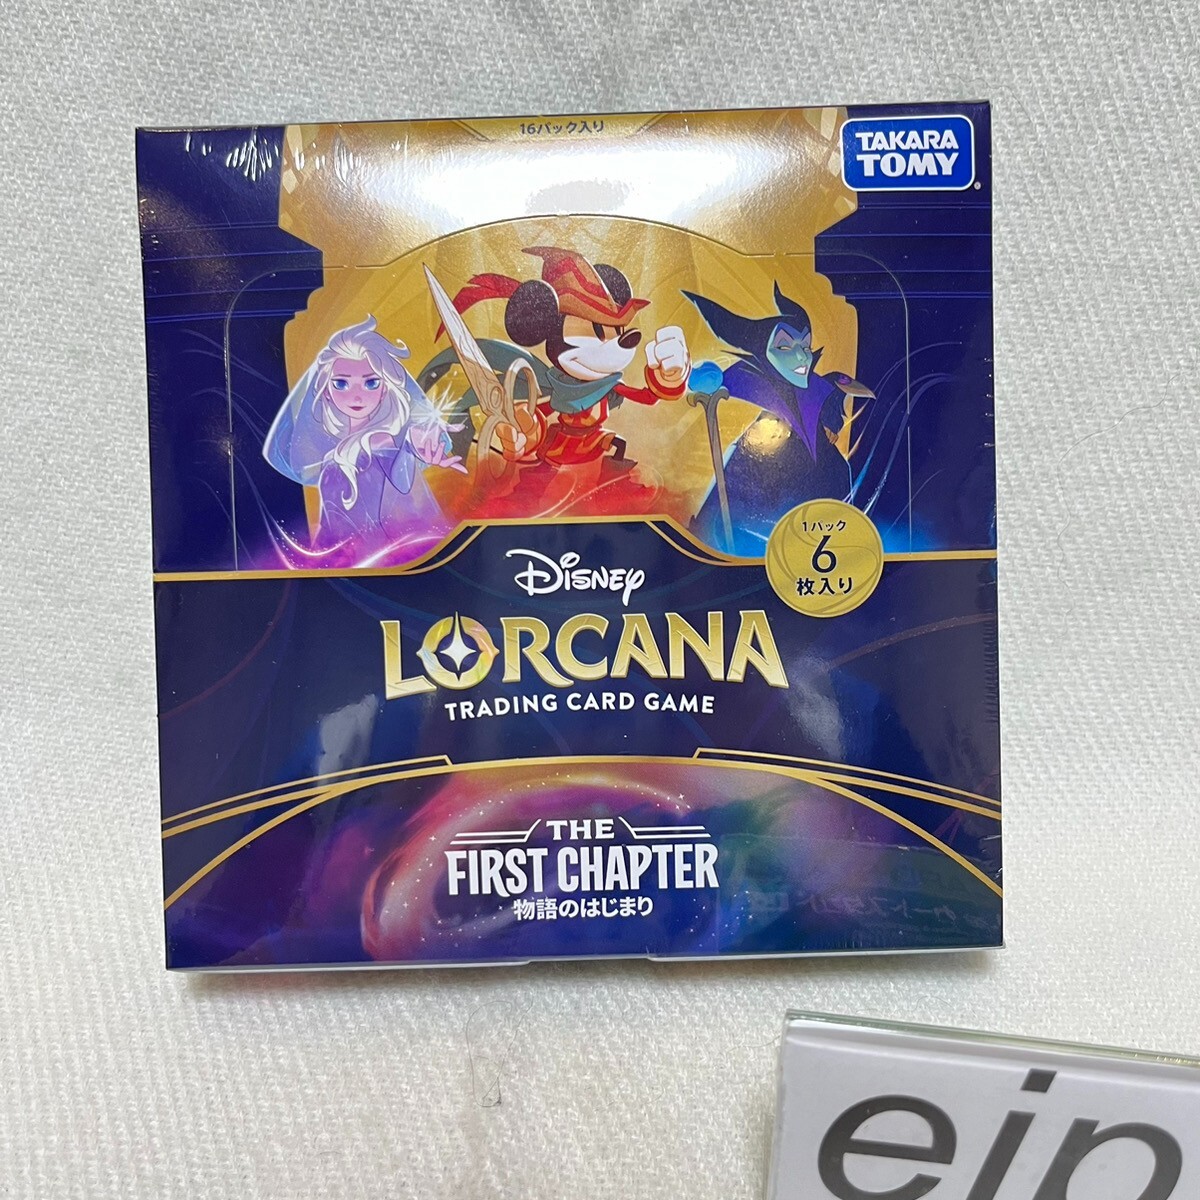 16パック入り
TAKARA
TOMY
1パック
6
枚入り
Disney
LORCANA
TRADING CARD GAME
THE
FIRST CHAPTER
物語のはじまり